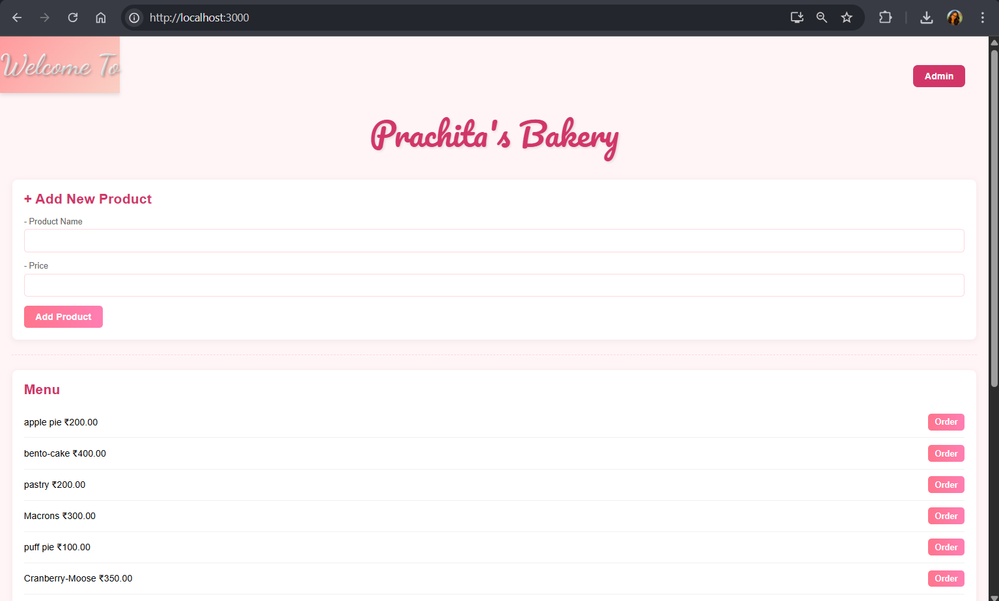 http://localhost:3000
Welcome To
Admin
Prachita's Bakery
+ Add New Product
- Product Name
- Price
Add Product
Menu
apple pie ₹200.00 Order
bento-cake ₹400.00 Order
pastry ₹200.00 Order
Macrons ₹300.00 Order
puff pie ₹100.00 Order
Cranberry-Moose ₹350.00 Order